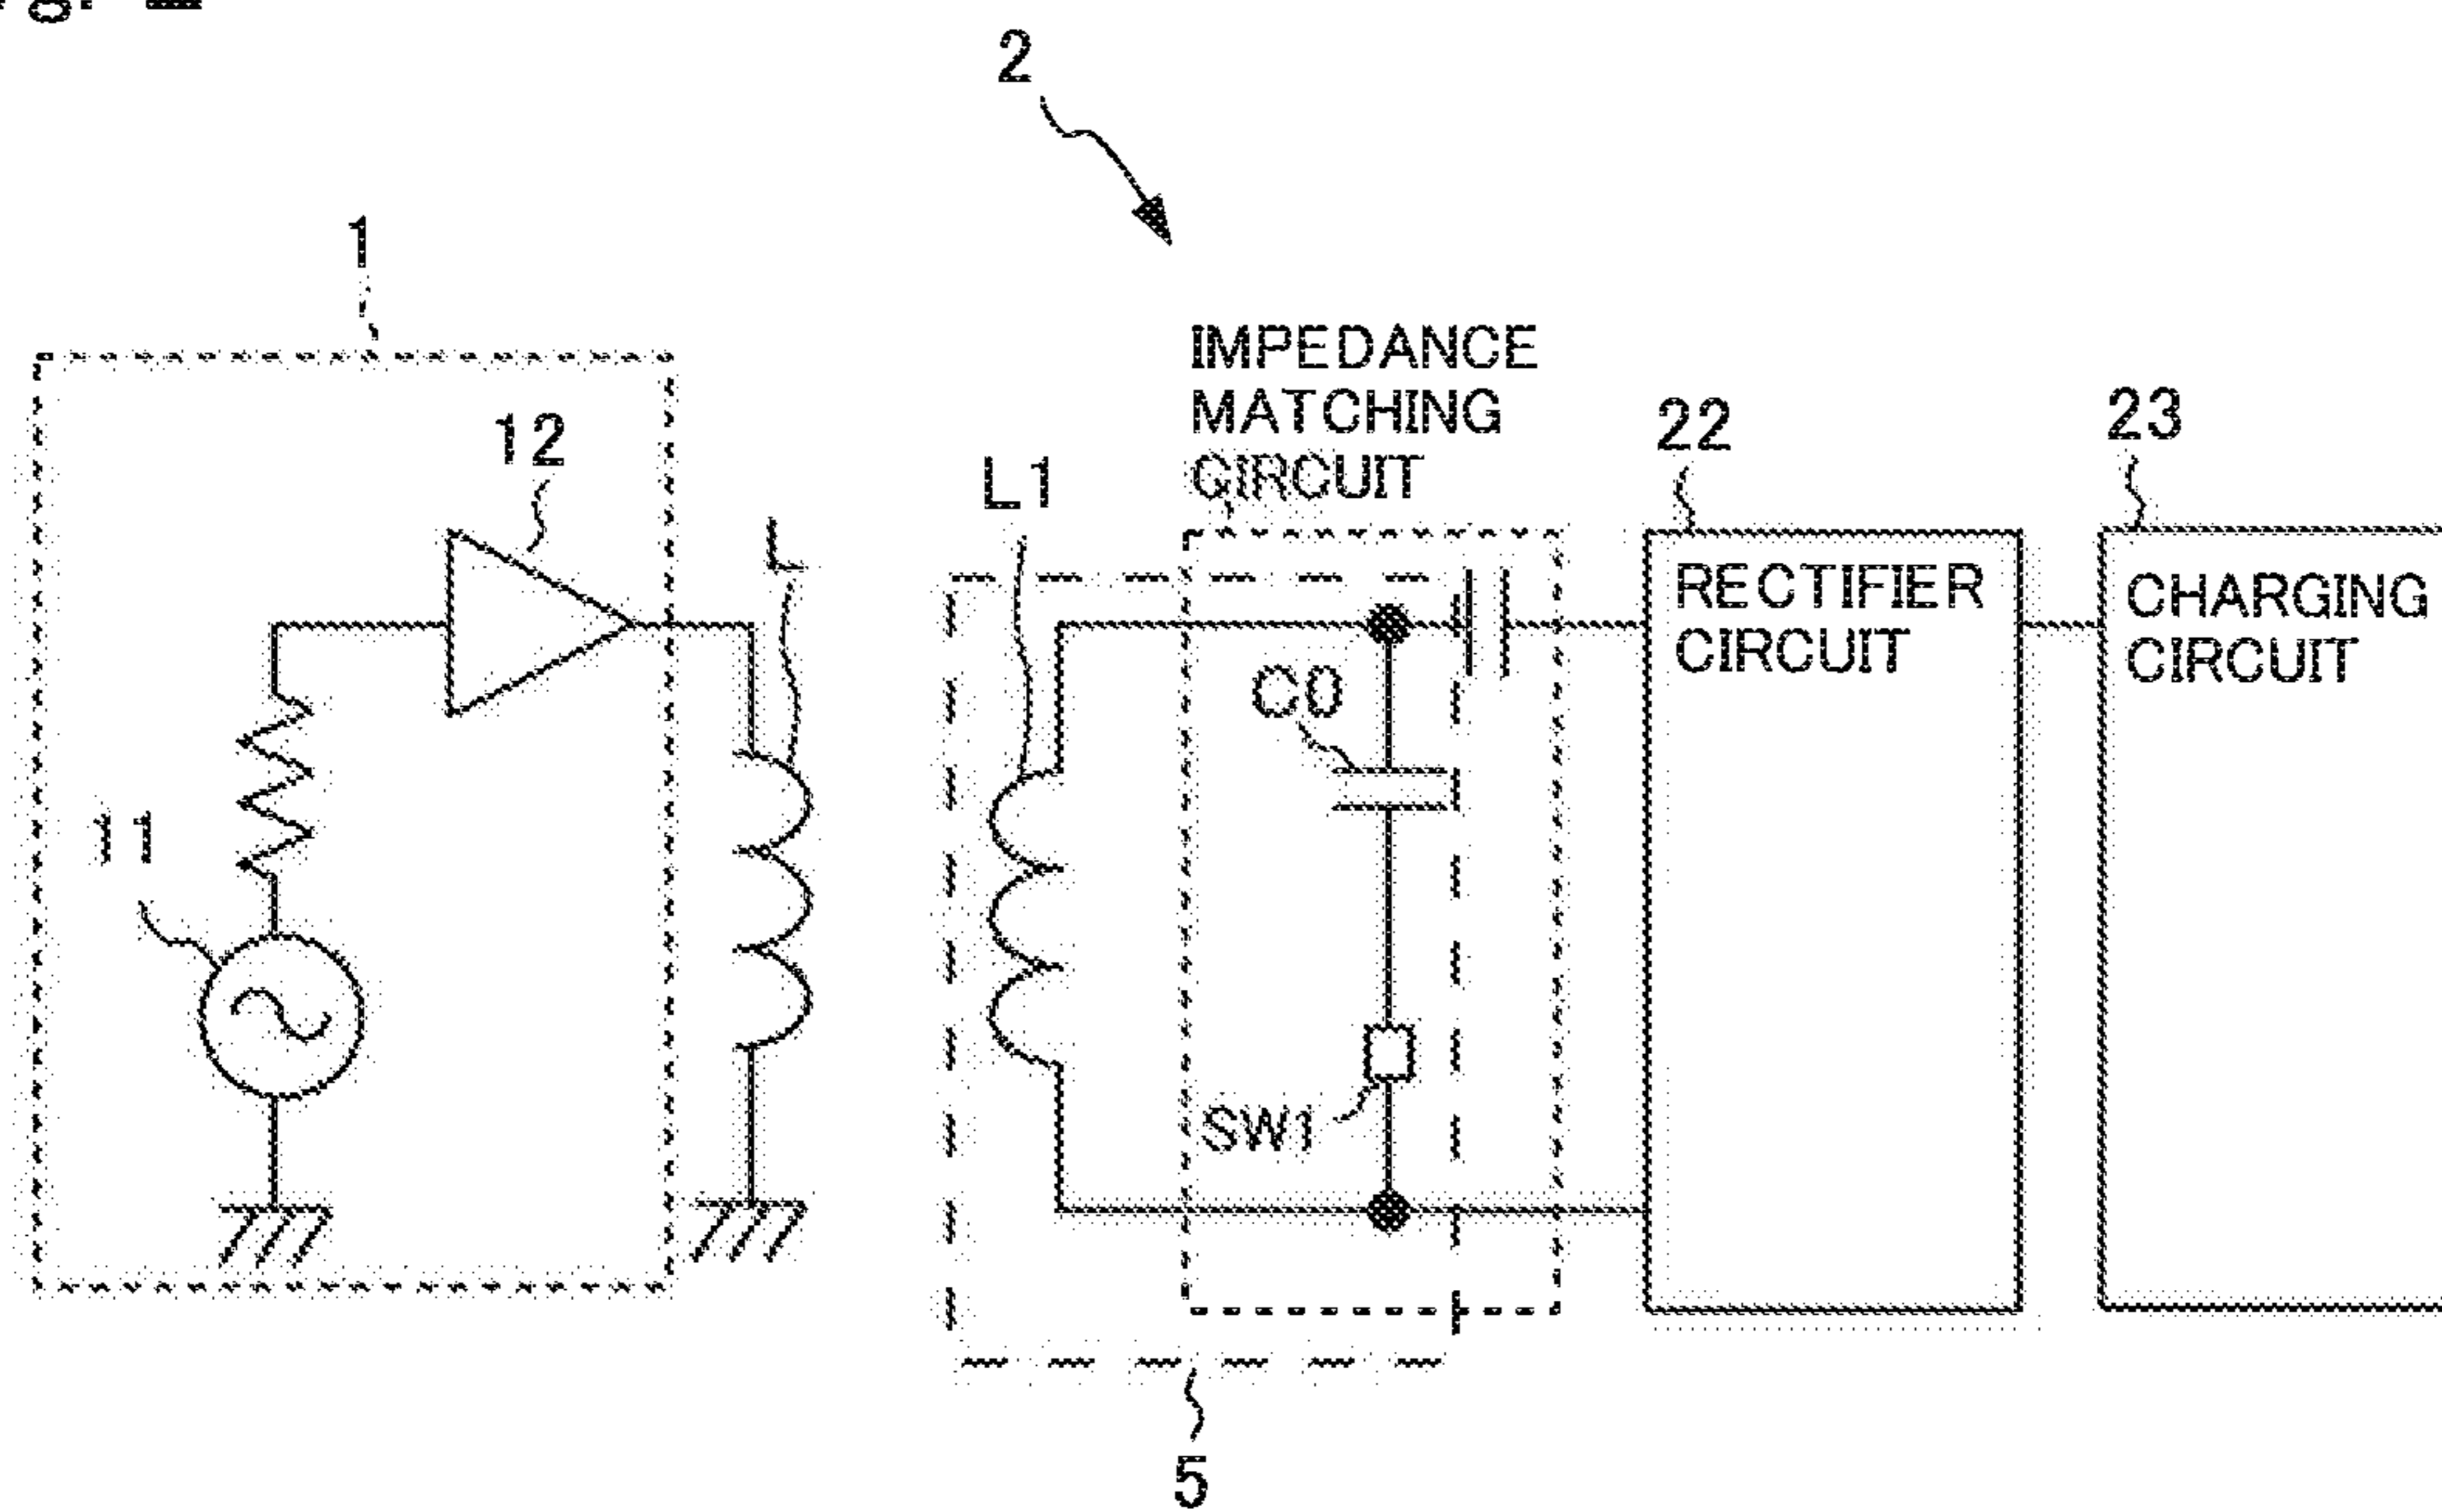 2
1
IMPEDANCE
MATCHING
CIRCUIT
12
L
L1
22
23
RECTIFIER
CIRCUIT
CHARGING
CIRCUIT
C0
11
SW1
5